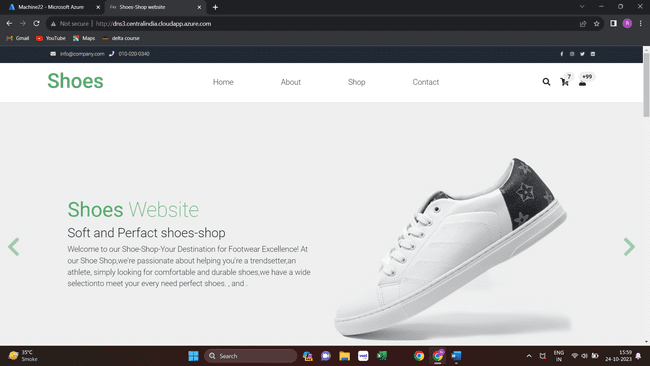 Machine22 - Microsoft Azure
Shoes-Shop website
Not secure | http://dns3.centralindia.cloudapp.azure.com
R
Gmail YouTube Maps delta course
info@company.com 010-020-0340
Shoes
Home About Shop Contact
7 +99
Shoes Website
Soft and Perfect shoes-shop
Welcome to our Shoe-Shop-Your Destination for Footwear Excellence! At
our Shoe Shop,we're passionate about helping you're a trendsetter,an
athlete, simply looking for comfortable and durable shoes,we have a wide
selectionto meet your every need perfect shoes. , and .
35°C
Smoke
Search
ENG
IN
15:59
24-10-2023